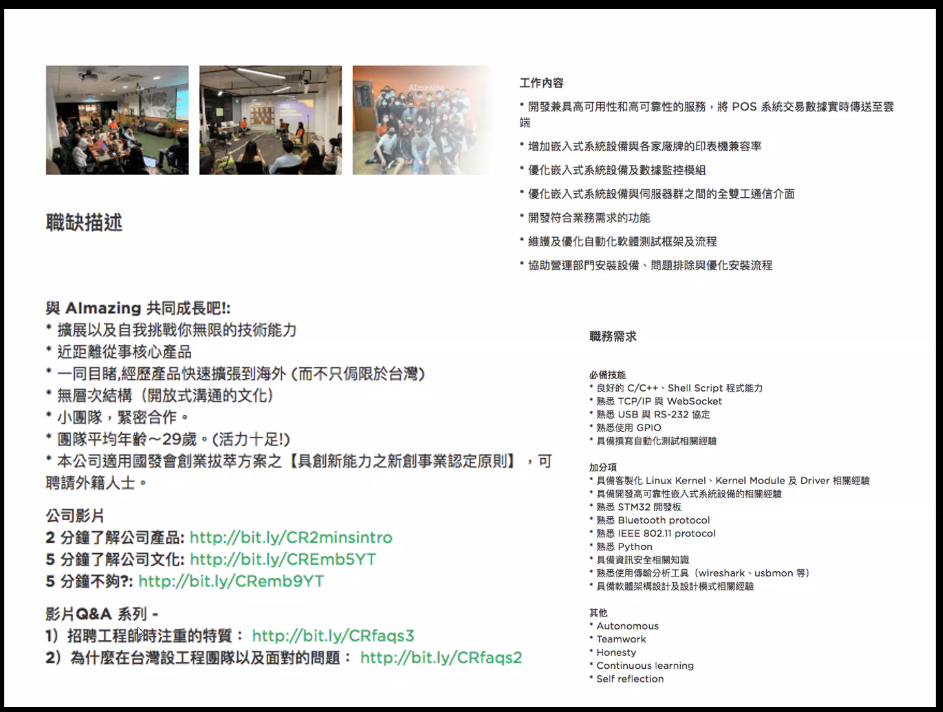 職缺描述
與 AImazing 共同成長吧!:
* 擴展以及自我挑戰你無限的技術能力
* 近距離從事核心產品
* 一同目睹,經歷產品快速擴張到海外 (而不只侷限於台灣)
* 無層次結構（開放式溝通的文化）
* 小團隊，緊密合作。
* 團隊平均年齡～29歲。(活力十足!)
* 本公司適用國發會創業拔萃方案之【具創新能力之新創事業認定原則】，可
聘請外籍人士。
公司影片
2 分鐘了解公司產品: http://bit.ly/CR2minsintro
5 分鐘了解公司文化: http://bit.ly/CREmb5YT
5 分鐘不夠?: http://bit.ly/CRemb9YT
影片Q&A 系列 -
1）招聘工程師時注重的特質： http://bit.ly/CRfaqs3
2）為什麼在台灣設工程團隊以及面對的問題： http://bit.ly/CRfaqs2
工作內容
* 開發兼具高可用性和高可靠性的服務，將 POS 系統交易數據實時傳送至雲
端
* 增加嵌入式系統設備與各家廠牌的印表機兼容率
* 優化嵌入式系統設備及數據監控模組
* 優化嵌入式系統設備與伺服器群之間的全雙工通信介面
* 開發符合業務需求的功能
* 維護及優化自動化軟體測試框架及流程
* 協助營運部門安裝設備、問題排除與優化安裝流程
職務需求
必備技能
* 良好的 C/C++、Shell Script 程式能力
* 熟悉 TCP/IP 與 WebSocket
* 熟悉 USB 與 RS-232 協定
* 熟悉使用 GPIO
* 具備撰寫自動化測試相關經驗
加分項
* 具備客製化 Linux Kernel、Kernel Module 及 Driver 相關經驗
* 具備開發高可靠性嵌入式系統設備的相關經驗
* 熟悉 STM32 開發板
* 熟悉 Bluetooth protocol
* 熟悉 IEEE 802.11 protocol
* 熟悉 Python
* 具備資訊安全相關知識
* 熟悉使用傳輸分析工具（wireshark、usbmon 等）
* 具備軟體架構設計及設計模式相關經驗
其他
* Autonomous
* Teamwork
* Honesty
* Continuous learning
* Self reflection